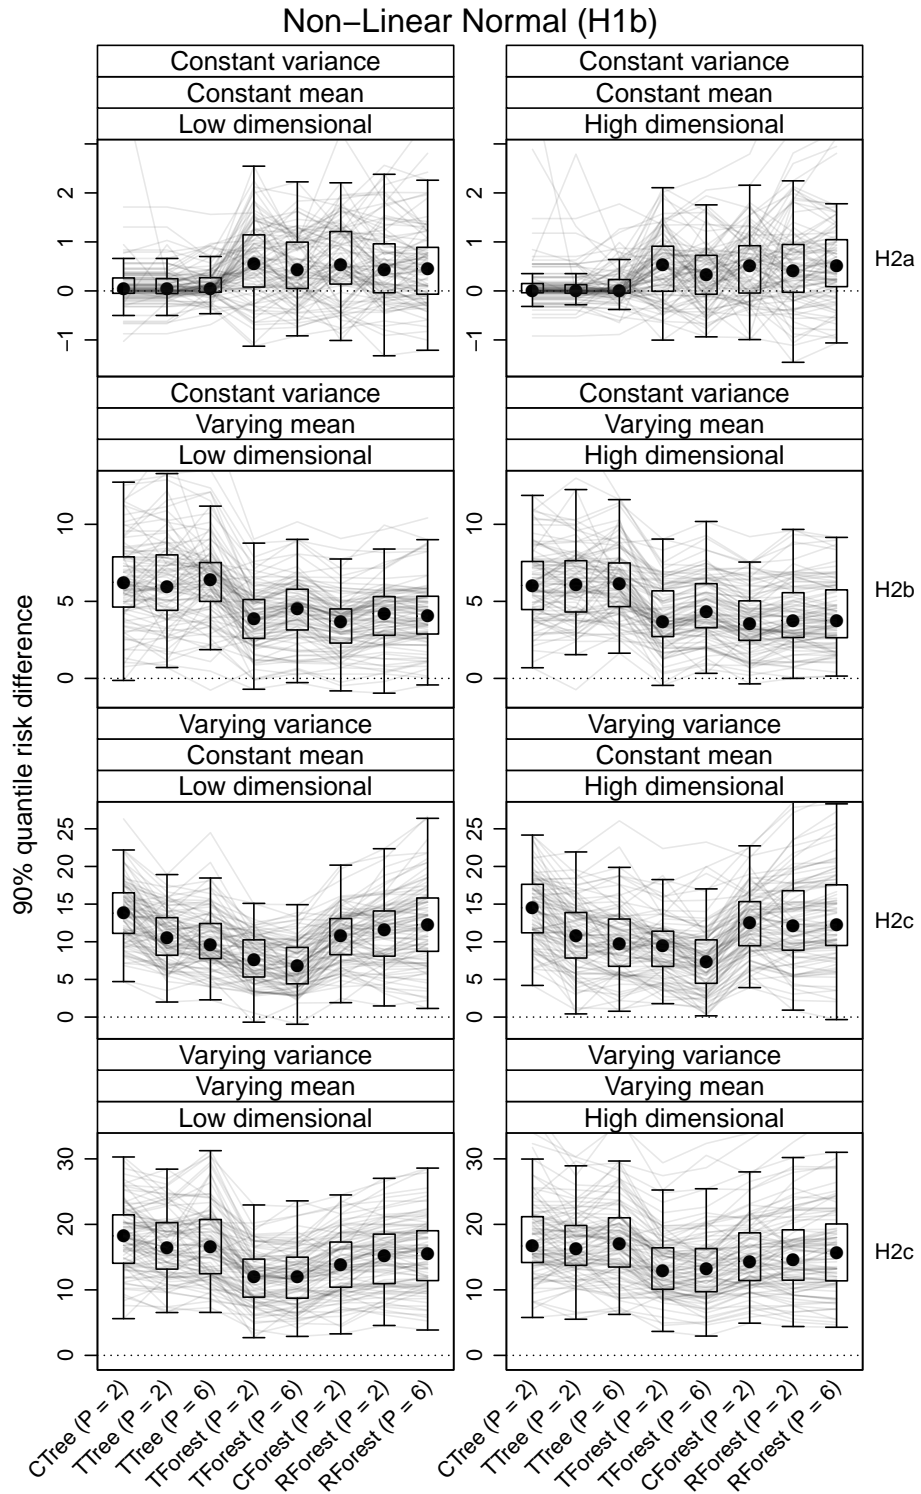 Non−Linear Normal (H1b)
Constant variance
Constant mean
Low dimensional
Constant variance
Constant mean
High dimensional
2
1
0
−1
2
1
0
−1
H2a
Constant variance
Varying mean
Low dimensional
Constant variance
Varying mean
High dimensional
10
5
0
10
5
0
H2b
90% quantile risk difference
Varying variance
Constant mean
Low dimensional
Varying variance
Constant mean
High dimensional
25
20
15
10
5
0
25
20
15
10
5
0
H2c
Varying variance
Varying mean
Low dimensional
Varying variance
Varying mean
High dimensional
30
20
10
0
30
20
10
0
H2c
CTree (P = 2)
TTree (P = 2)
TTree (P = 6)
TForest (P = 2)
TForest (P = 6)
CForest (P = 2)
RForest (P = 2)
RForest (P = 6)
CTree (P = 2)
TTree (P = 2)
TTree (P = 6)
TForest (P = 2)
TForest (P = 6)
CForest (P = 2)
RForest (P = 2)
RForest (P = 6)